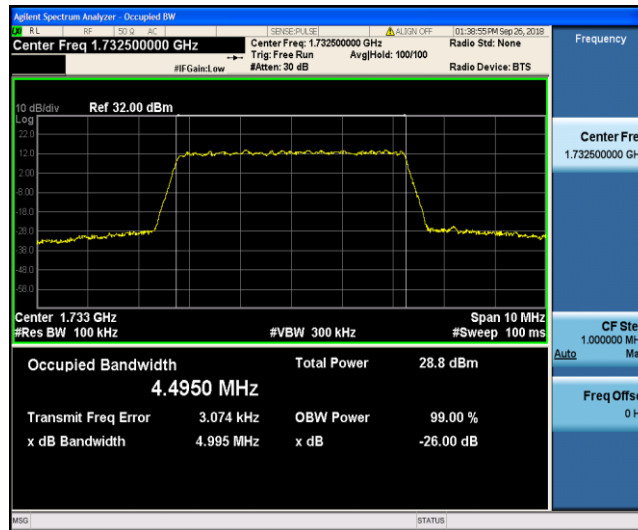 Agilent Spectrum Analyzer - Occupied BW
RL RF 50 Ω AC SENSE:PULSE ALIGN OFF 01:38:55PM Sep 26, 2018
Center Freq 1.732500000 GHz
Center Freq: 1.732500000 GHz
Radio Std: None
Trig: Free Run Avg|Hold: 100/100
#IFGain:Low #Atten: 30 dB Radio Device: BTS
Frequency
10 dB/div Ref 32.00 dBm
Log
22.0
12.0
2.00
-8.00
-18.0
-28.0
-38.0
-48.0
-58.0
Center Fre
1.732500000 GH
Center 1.733 GHz Span 10 MHz
#Res BW 100 kHz #VBW 300 kHz #Sweep 100 ms
CF Ste
1.000000 MH
Auto Ma
Occupied Bandwidth Total Power 28.8 dBm
4.4950 MHz
Transmit Freq Error 3.074 kHz OBW Power 99.00 %
x dB Bandwidth 4.995 MHz x dB -26.00 dB
Freq Offse
0 H
MSG STATUS